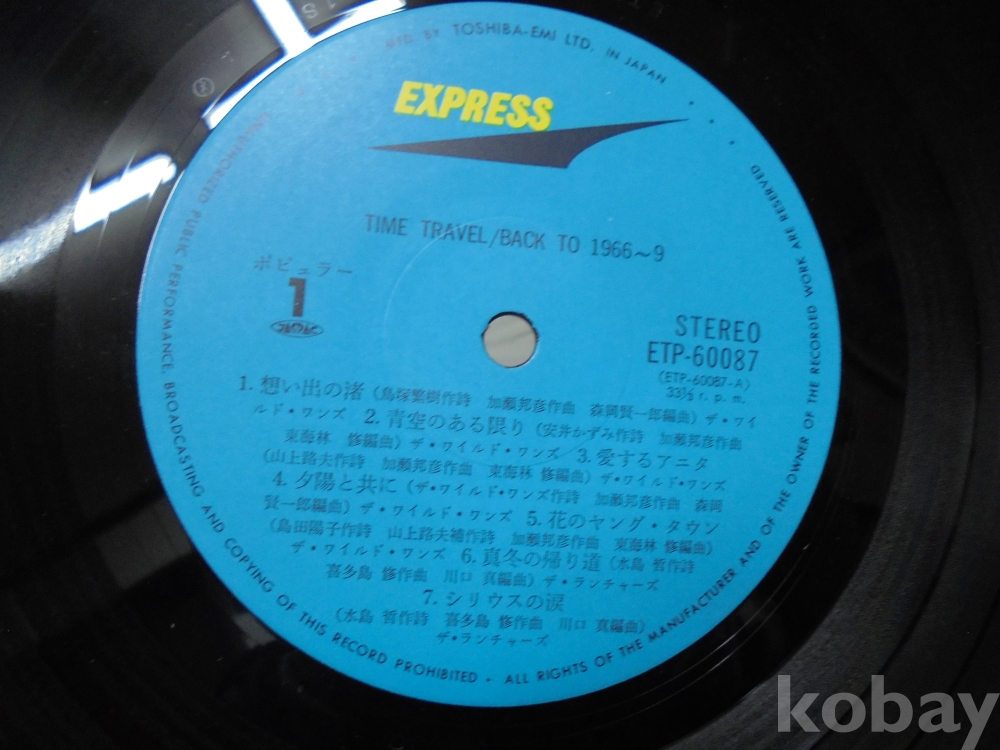 MFG. BY TOSHIBA-EMI LTD. IN JAPAN
EXPRESS
TIME TRAVEL/BACK TO 1966〜9
ポピュラー
1
JASRAC
STEREO
ETP-60087
(ETP-60087-A)
33⅓ r. p. m.
1. 想い出の渚 (鳥塚繁樹作詩 加瀬邦彦作曲 森岡賢一郎編曲) ザ・ワイ
ルド・ワンズ 2. 青空のある限り (安井かずみ作詩 加瀬邦彦作曲
東海林 修編曲) ザ・ワイルド・ワンズ 3. 愛するアニタ
(山上路夫作詩 加瀬邦彦作曲 東海林 修編曲) ザ・ワイルド・ワンズ
4. 夕陽と共に (ザ・ワイルド・ワンズ作詩 加瀬邦彦作曲 森岡
賢一郎編曲) ザ・ワイルド・ワンズ 5. 花のヤング・タウン
(島田陽子作詩 山上路夫補作詩 加瀬邦彦作曲 東海林 修編曲)
ザ・ワイルド・ワンズ 6. 真冬の帰り道 (水島 哲作詩
喜多島 修作曲 川口 真編曲) ザ・ランチャーズ
7. シリウスの涙
(水島 哲作詩 喜多島 修作曲 川口 真編曲)
ザ・ランチャーズ
UNAUTHORIZED PUBLIC PERFORMANCE, BROADCASTING AND COPYING OF THIS RECORD PROHIBITED • ALL RIGHTS OF THE MANUFACTURER AND OF THE OWNER OF THE RECORDED WORK ARE RESERVED
kobay